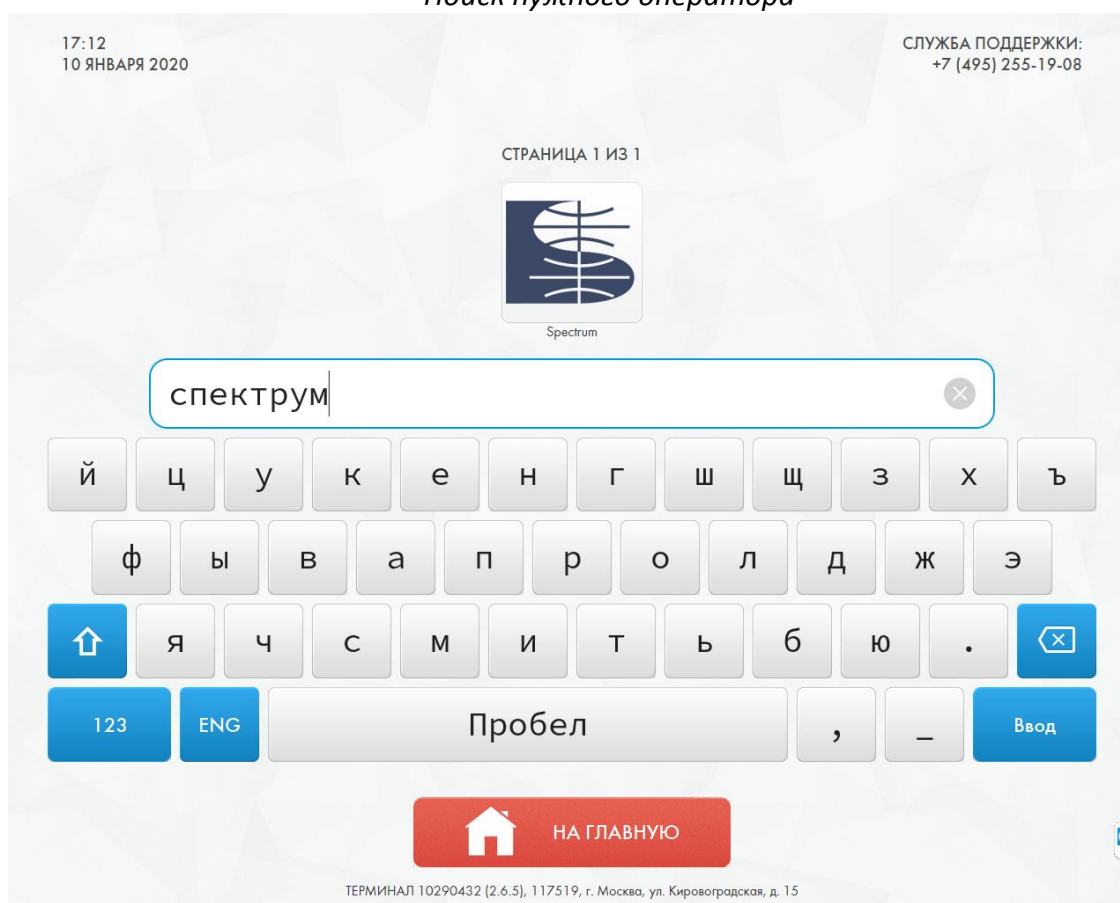 Поиск нужного оператора
17:12
10 ЯНВАРЯ 2020
СЛУЖБА ПОДДЕРЖКИ:
+7 (495) 255-19-08
СТРАНИЦА 1 ИЗ 1
Spectrum
спектрум
й ц у к е н г ш щ з х ъ
ф ы в а п р о л д ж э
я ч с м и т ь б ю .
123 ENG Пробел , _ Ввод
НА ГЛАВНУЮ
ТЕРМИНАЛ 10290432 (2.6.5), 117519, г. Москва, ул. Кировоградская, д. 15